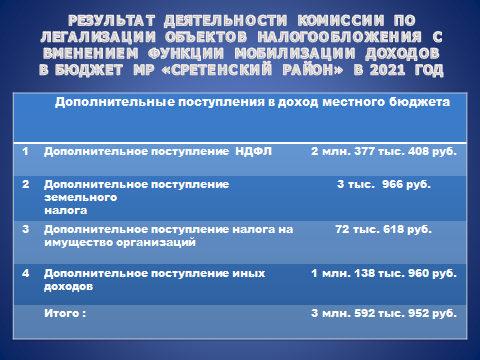 РЕЗУЛЬТАТ ДЕЯТЕЛЬНОСТИ КОМИССИИ ПО
ЛЕГАЛИЗАЦИИ ОБЪЕКТОВ НАЛОГООБЛОЖЕНИЯ С
ВМЕНЕНИЕМ ФУНКЦИИ МОБИЛИЗАЦИИ ДОХОДОВ
В БЮДЖЕТ МР «СРЕТЕНСКИЙ РАЙОН» В 2021 ГОД
Дополнительные поступления в доход местного бюджета
1 Дополнительное поступление НДФЛ 2 млн. 377 тыс. 408 руб.
2 Дополнительное поступление 3 тыс. 966 руб.
земельного
налога
3 Дополнительное поступление налога на 72 тыс. 618 руб.
имущество организаций
4 Дополнительное поступление иных 1 млн. 138 тыс. 960 руб.
доходов
Итого : 3 млн. 592 тыс. 952 руб.